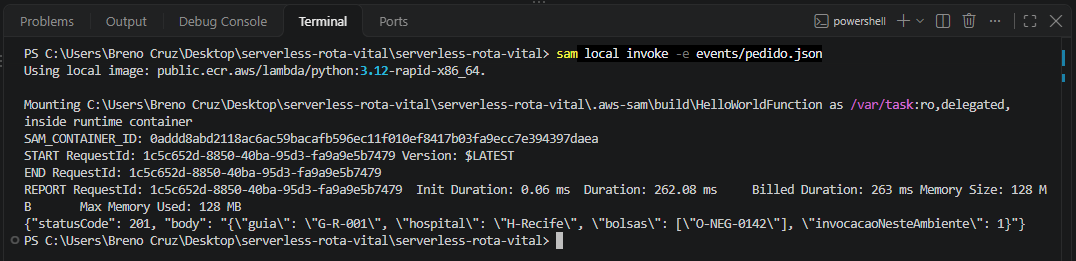 Problems Output Debug Console Terminal Ports powershell
PS C:\Users\Breno Cruz\Desktop\serverless-rota-vital\serverless-rota-vital> sam local invoke -e events/pedido.json
Using local image: public.ecr.aws/lambda/python:3.12-rapid-x86_64.
Mounting C:\Users\Breno Cruz\Desktop\serverless-rota-vital\serverless-rota-vital\.aws-sam\build\HelloWorldFunction as /var/task:ro,delegated,
inside runtime container
SAM_CONTAINER_ID: 0addd8abd2118ac6ac59bacafb596ec11f010ef8417b03fa9ecc7e394397daea
START RequestId: 1c5c652d-8850-40ba-95d3-fa9a9e5b7479 Version: $LATEST
END RequestId: 1c5c652d-8850-40ba-95d3-fa9a9e5b7479
REPORT RequestId: 1c5c652d-8850-40ba-95d3-fa9a9e5b7479 Init Duration: 0.06 ms Duration: 262.08 ms Billed Duration: 263 ms Memory Size: 128 M
B Max Memory Used: 128 MB
{"statusCode": 201, "body": "{\"guia\": \"G-R-001\", \"hospital\": \"H-Recife\", \"bolsas\": [\"O-NEG-0142\"], \"invocacaoNesteAmbiente\": 1}"}
PS C:\Users\Breno Cruz\Desktop\serverless-rota-vital\serverless-rota-vital>